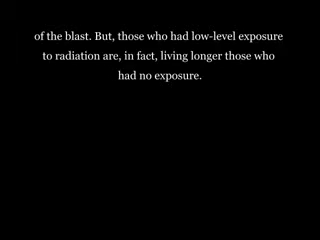 of the blast. But, those who had low-level exposure
to radiation are, in fact, living longer those who
had no exposure.